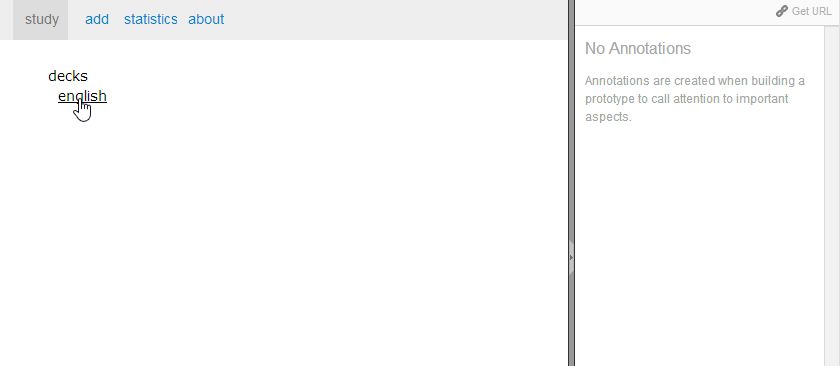 study add statistics about
decks
english
Get URL
No Annotations
Annotations are created when building a
prototype to call attention to important
aspects.